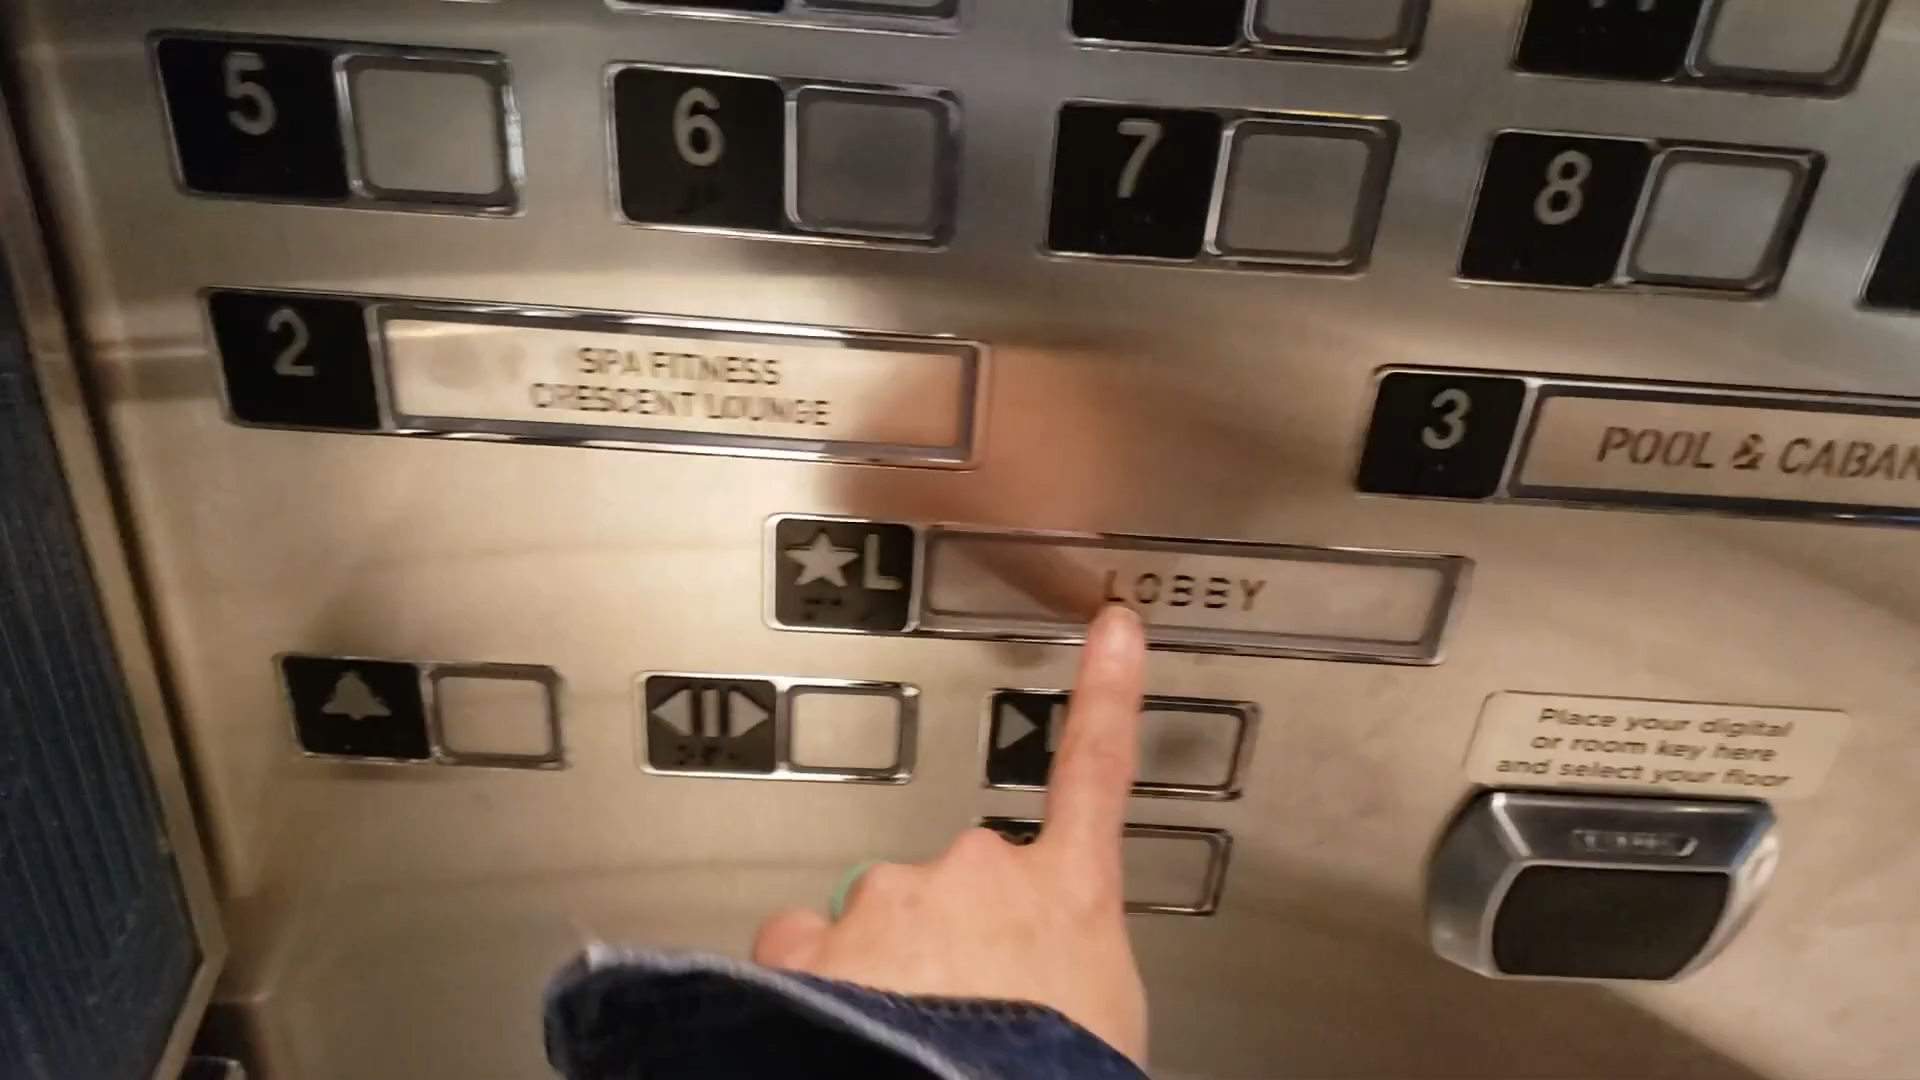 5
6
7
8
2
SPA FITNESS
CRESCENT LOUNGE
3
POOL & CABAN
★L
LOBBY
Place your digital
or room key here
and select your floor